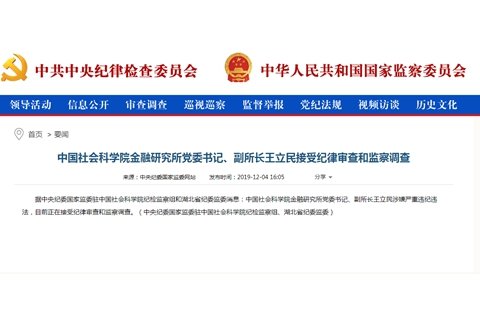 中共中央纪律检查委员会 中华人民共和国国家监察委员会
领导活动 信息公开 审查调查 巡视巡察 监督举报 党纪法规 视频访谈 历史文化
首页 > 要闻
中国社会科学院金融研究所党委书记、副所长王立民接受纪律审查和监察调查
来源：中央纪委国家监委网站 发布时间：2019-12-04 16:05 分享
据中央纪委国家监委驻中国社会科学院纪检监察组和湖北省纪委监委消息：中国社会科学院金融研究所党委书记、副所长王立民涉嫌严重违纪违
法，目前正在接受纪律审查和监察调查。（中央纪委国家监委驻中国社会科学院纪检监察组、湖北省纪委监委）